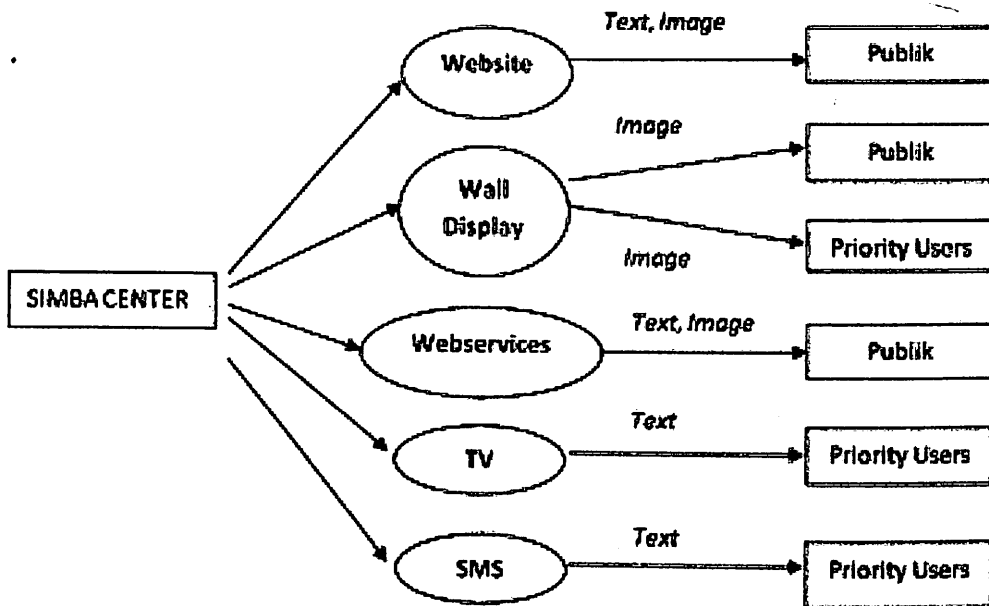 Text, Image
Website
Publik
Image
Publik
Wall
Display
Priority Users
Image
SIMBA CENTER
Text, Image
Webservices
Publik
Text
TV
Priority Users
Text
SMS
Priority Users